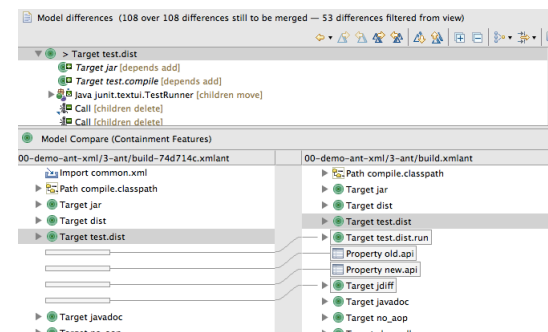 Model differences (108 over 108 differences still to be merged — 53 differences filtered from view)
> Target test.dist
Target jar [depends add]
Target test.compile [depends add]
Java junit.textui.TestRunner [children move]
Call [children delete]
Call [children delete]
Model Compare (Containment Features)
00-demo-ant-xml/3-ant/build-74d714c.xmlant
Import common.xml
Path compile.classpath
Target jar
Target dist
Target test.dist
Target javadoc
Target no_aop
00-demo-ant-xml/3-ant/build.xmlant
Path compile.classpath
Target jar
Target dist
Target test.dist
Target test.dist.run
Property old.api
Property new.api
Target jdiff
Target javadoc
Target no_aop